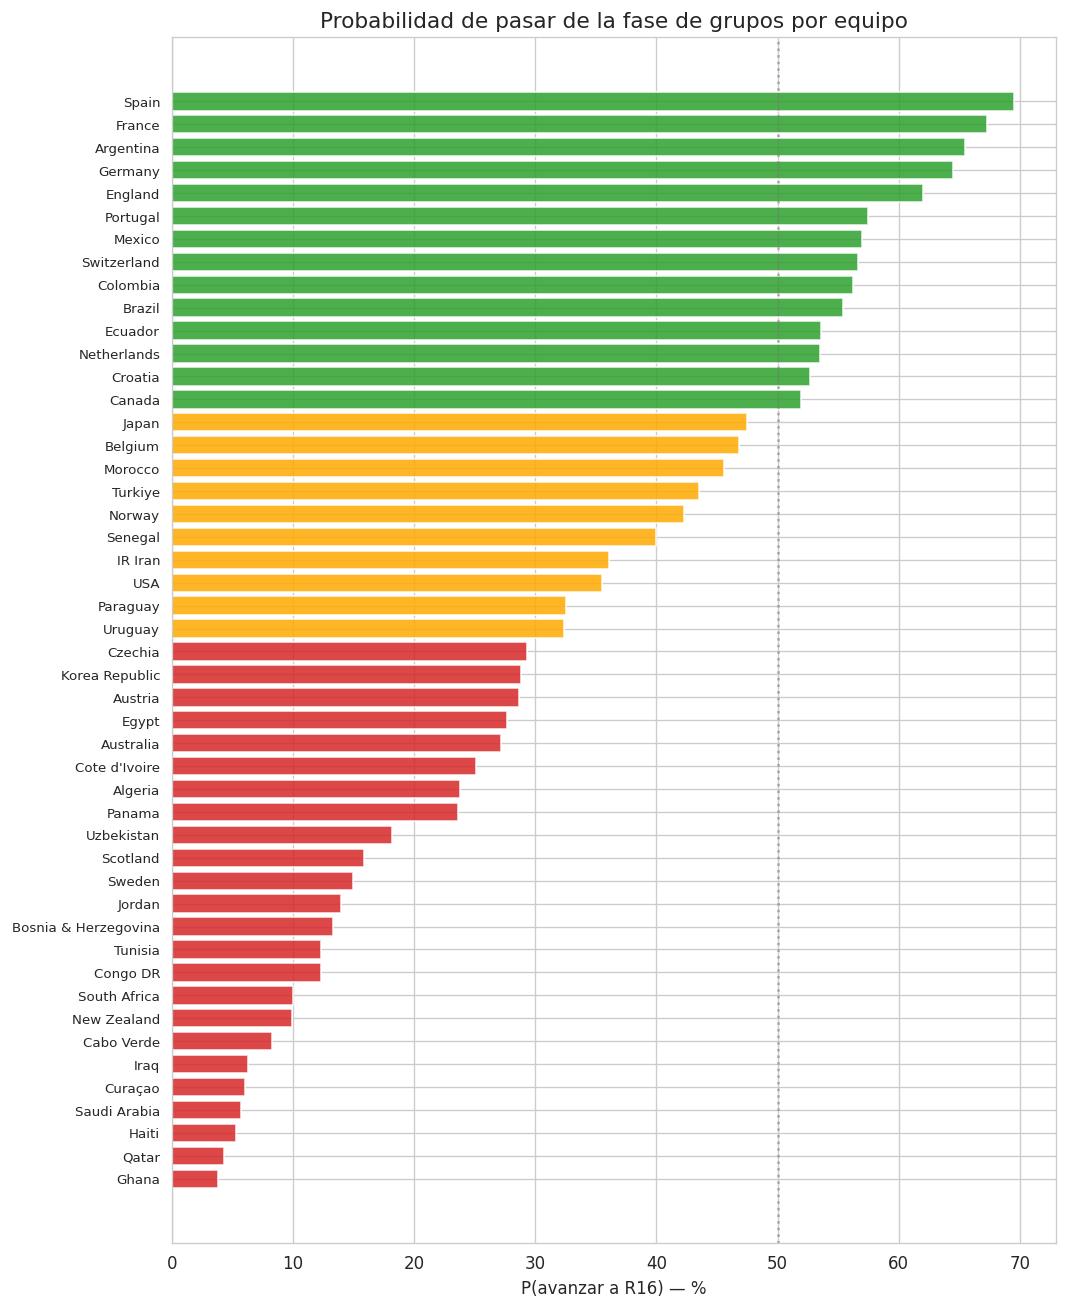 Probabilidad de pasar de la fase de grupos por equipo
Spain
France
Argentina
Germany
England
Portugal
Mexico
Switzerland
Colombia
Brazil
Ecuador
Netherlands
Croatia
Canada
Japan
Belgium
Morocco
Turkiye
Norway
Senegal
IR Iran
USA
Paraguay
Uruguay
Czechia
Korea Republic
Austria
Egypt
Australia
Cote d'Ivoire
Algeria
Panama
Uzbekistan
Scotland
Sweden
Jordan
Bosnia & Herzegovina
Tunisia
Congo DR
South Africa
New Zealand
Cabo Verde
Iraq
Curaçao
Saudi Arabia
Haiti
Qatar
Ghana
0 10 20 30 40 50 60 70
P(avanzar a R16) — %